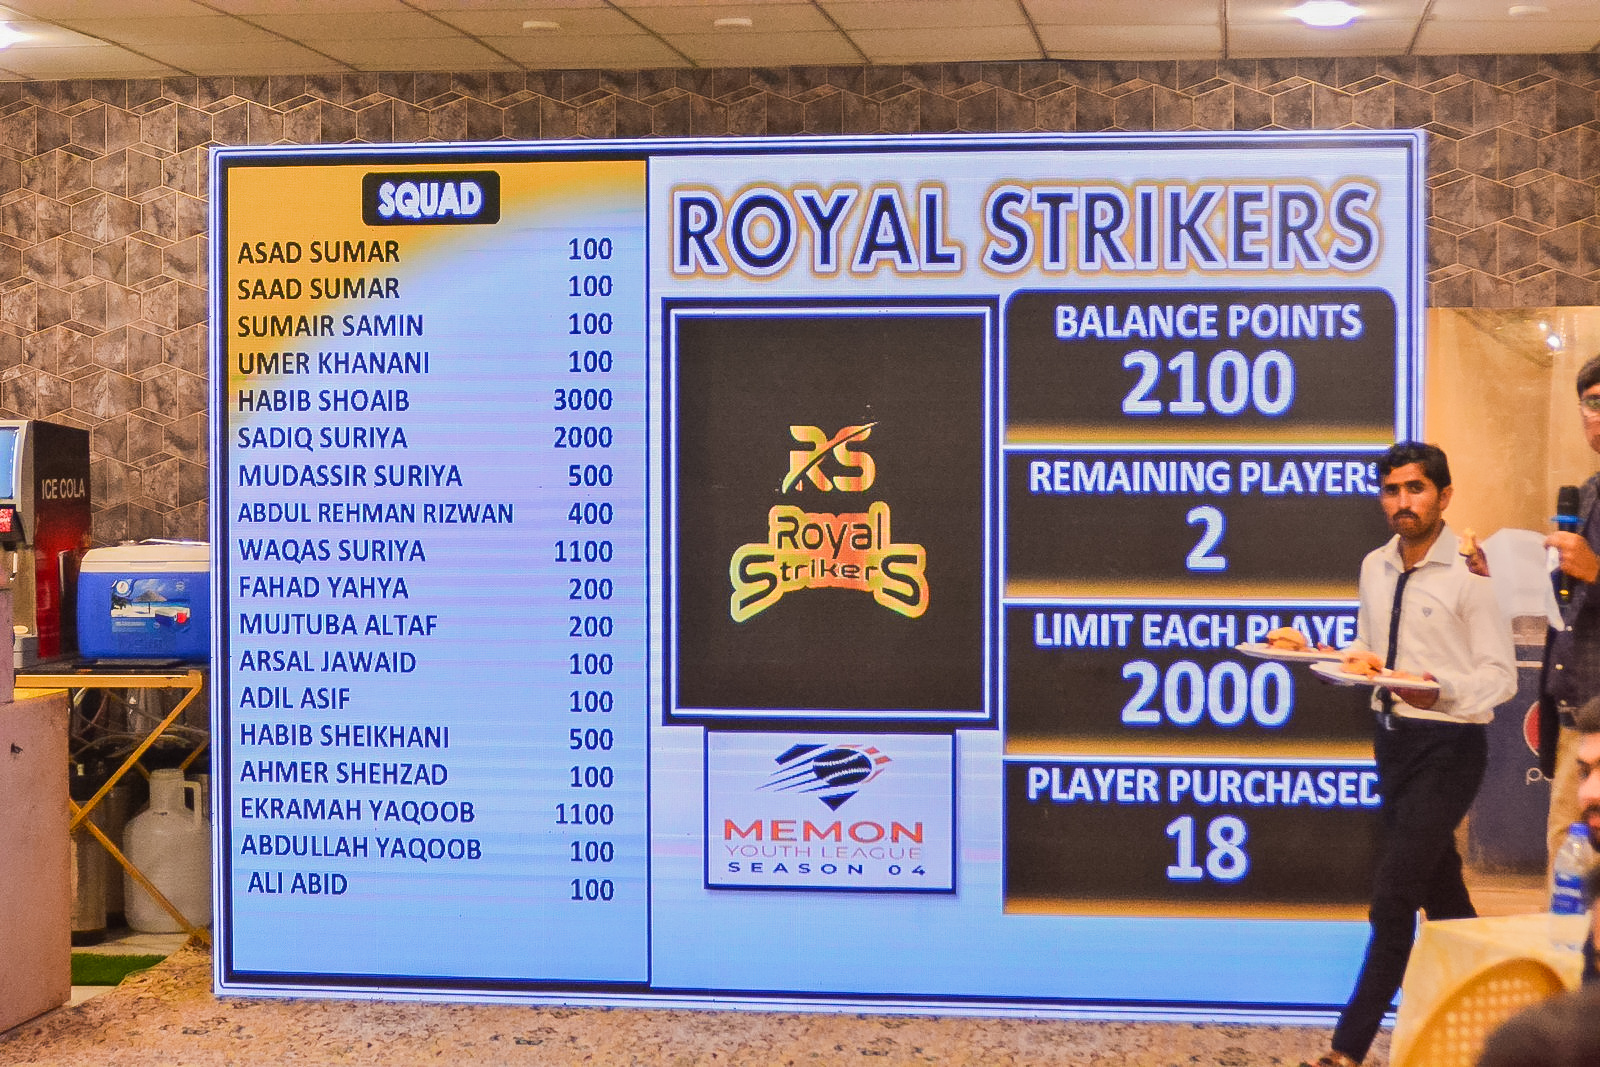 SQUAD
ASAD SUMAR 100
SAAD SUMAR 100
SUMAIR SAMIN 100
UMER KHANANI 100
HABIB SHOAIB 3000
SADIQ SURIYA 2000
MUDASSIR SURIYA 500
ABDUL REHMAN RIZWAN 400
WAQAS SURIYA 1100
FAHAD YAHYA 200
MUJTUBA ALTAF 200
ARSAL JAWAID 100
ADIL ASIF 100
HABIB SHEIKHANI 500
AHMER SHEHZAD 100
EKRAMAH YAQOOB 1100
ABDULLAH YAQOOB 100
ALI ABID 100
ROYAL STRIKERS
RS
Royal
StrikerS
MEMON
YOUTH LEAGUE
SEASON 04
BALANCE POINTS
2100
REMAINING PLAYERS
2
LIMIT EACH PLAYE
2000
PLAYER PURCHASED
18
ICE COLA